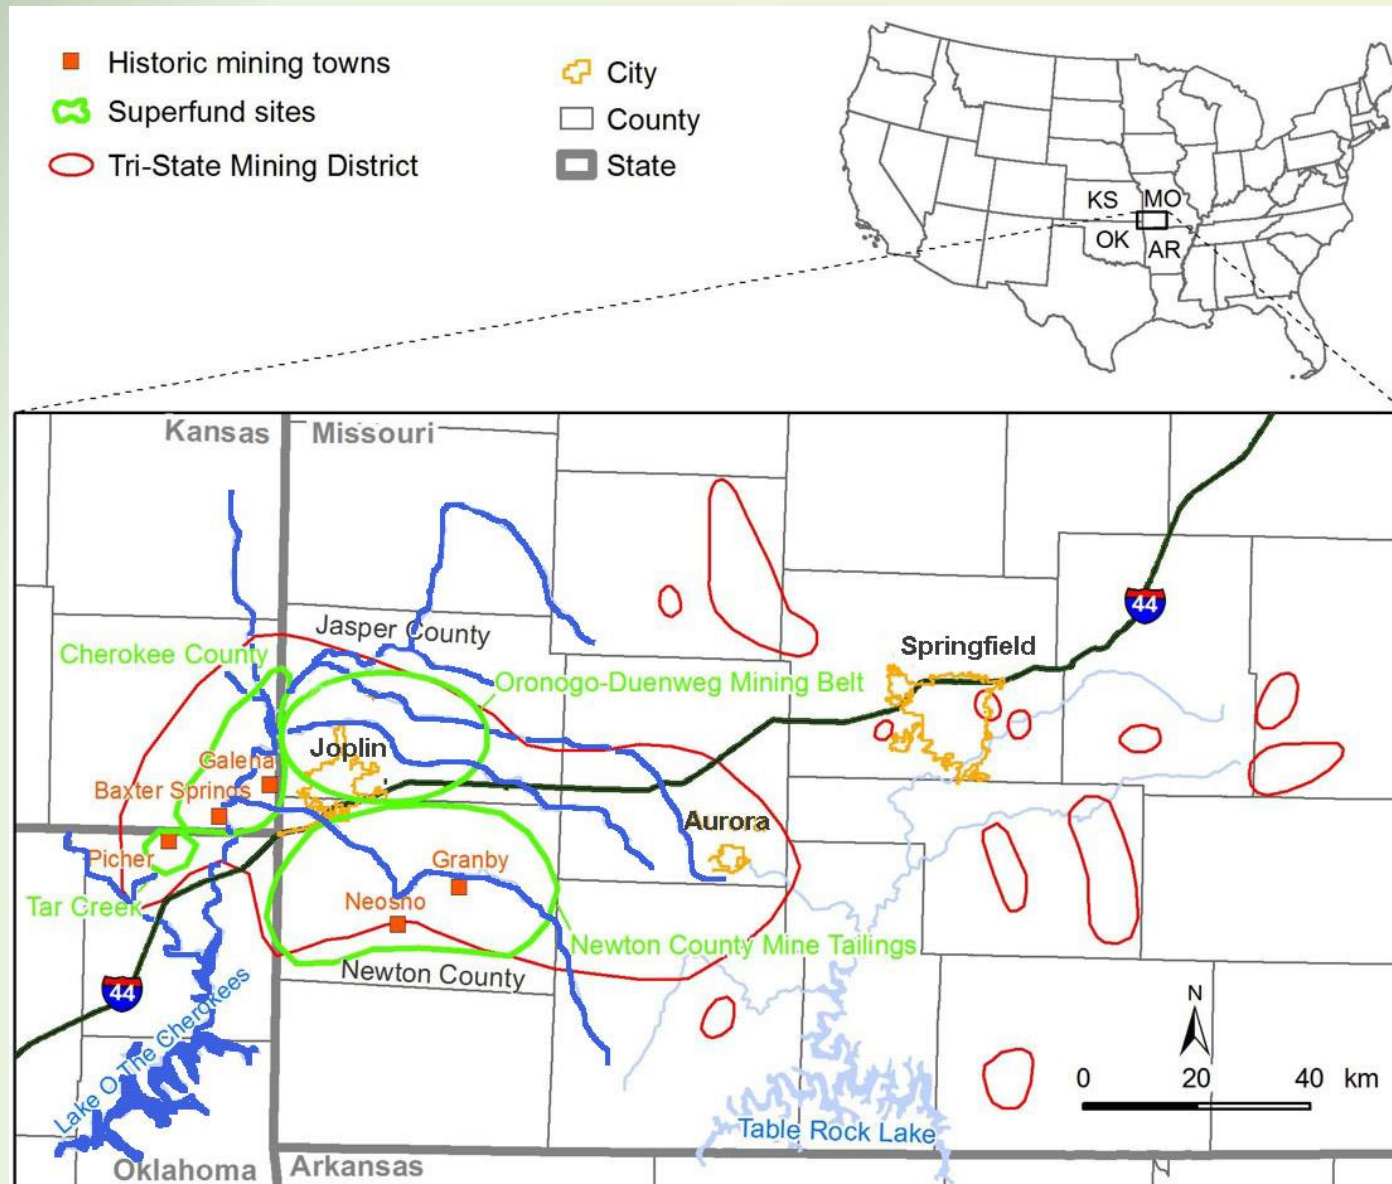 Historic mining towns
Superfund sites
Tri-State Mining District
City
County
State
KS
MO
OK
AR
Kansas
Missouri
Jasper County
Cherokee County
Oronogo-Duenweg Mining Belt
Springfield
44
Joplin
Galena
Baxter Springs
Aurora
Picher
Granby
Neosho
Tar Creek
Newton County Mine Tailings
Newton County
44
Lake O The Cherokees
N
0 20 40 km
Table Rock Lake
Oklahoma
Arkansas